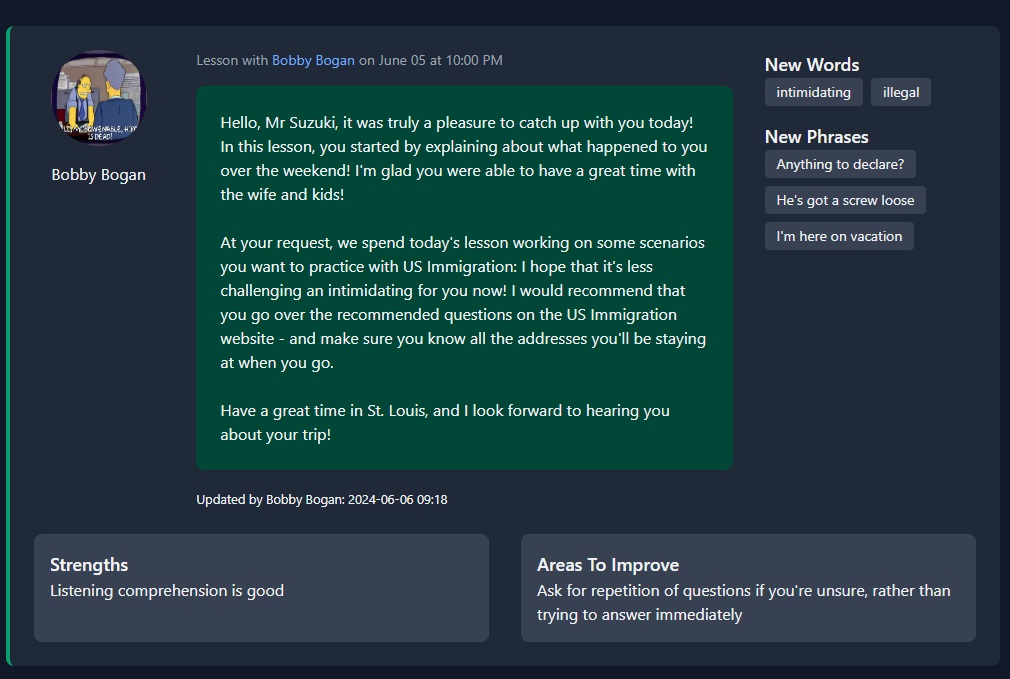 Lesson with Bobby Bogan on June 05 at 10:00 PM
Bobby Bogan
Hello, Mr Suzuki, it was truly a pleasure to catch up with you today!
In this lesson, you started by explaining about what happened to you
over the weekend! I'm glad you were able to have a great time with
the wife and kids!
At your request, we spend today's lesson working on some scenarios
you want to practice with US Immigration: I hope that it's less
challenging an intimidating for you now! I would recommend that
you go over the recommended questions on the US Immigration
website - and make sure you know all the addresses you'll be staying
at when you go.
Have a great time in St. Louis, and I look forward to hearing you
about your trip!
Updated by Bobby Bogan: 2024-06-06 09:18
New Words
intimidating
illegal
New Phrases
Anything to declare?
He's got a screw loose
I'm here on vacation
Strengths
Listening comprehension is good
Areas To Improve
Ask for repetition of questions if you're unsure, rather than
trying to answer immediately